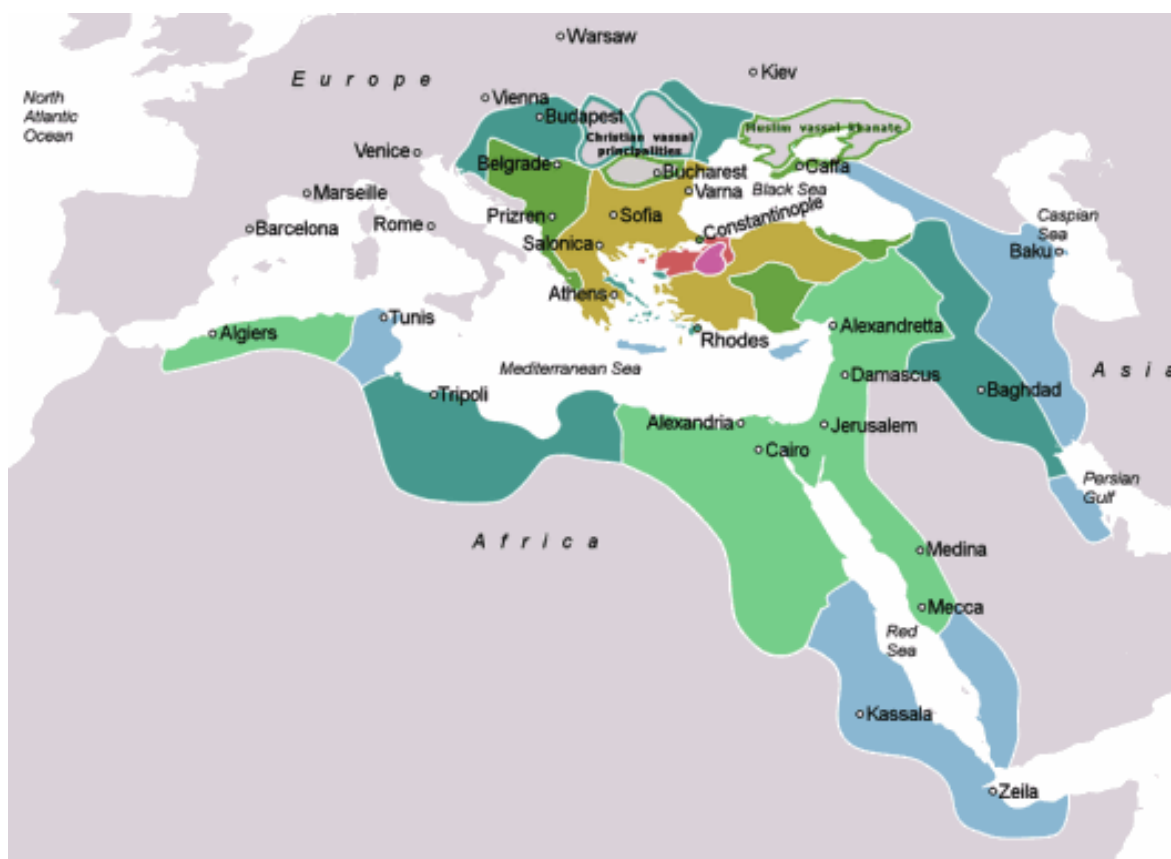 Warsaw
Kiev
Europe
North
Atlantic
Ocean
Vienna
Budapest
Christian vassal
principalities
Muslim vassal khanate
Venice
Belgrade
Bucharest
Caffa
Marseille
Varna
Black Sea
Barcelona
Rome
Prizren
Sofia
Constantinople
Caspian
Sea
Baku
Salonica
Athens
Tunis
Algiers
Rhodes
Alexandretta
Mediterranean Sea
Damascus
Asia
Tripoli
Baghdad
Alexandria
Jerusalem
Cairo
Persian
Gulf
Africa
Medina
Mecca
Red
Sea
Kassala
Zeila